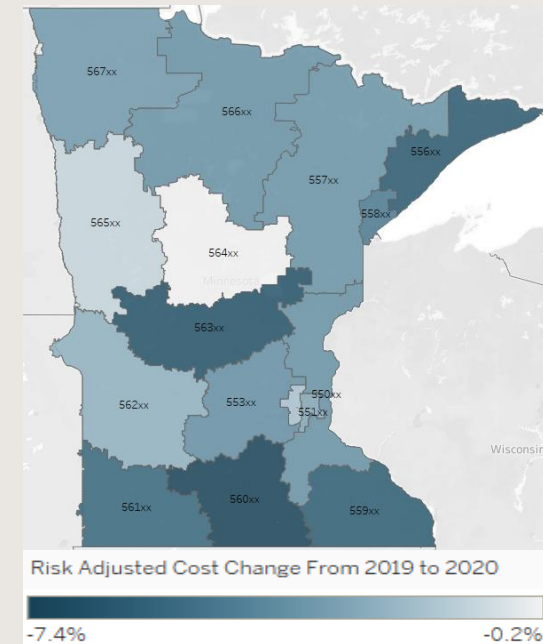 567xx
566xx
556xx
557xx
565xx
558xx
564xx
Minnesota
563xx
562xx
553xx
550xx
551xx
Wisconsin
561xx
560xx
559xx
Risk Adjusted Cost Change From 2019 to 2020
-7.4%
-0.2%